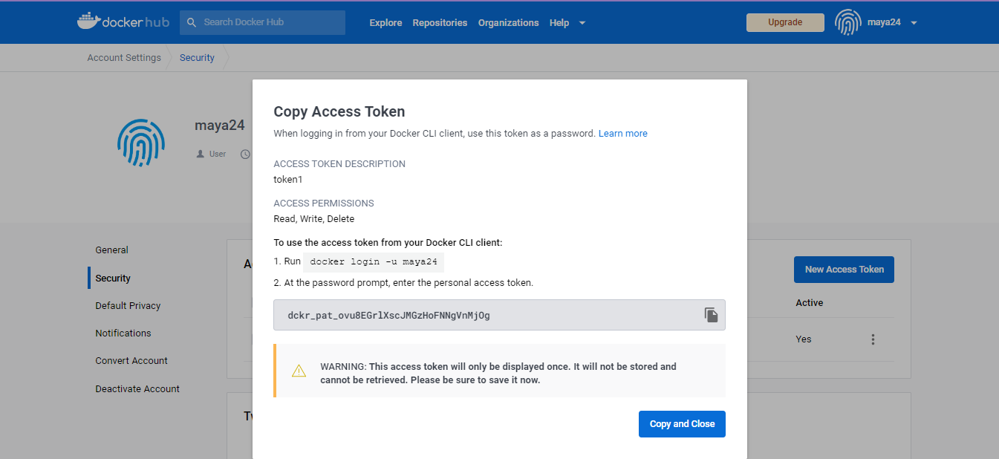 dockerhub
Search Docker Hub
Explore Repositories Organizations Help
Upgrade
maya24
Account Settings Security
maya24
User
Copy Access Token
When logging in from your Docker CLI client, use this token as a password. Learn more
ACCESS TOKEN DESCRIPTION
token1
ACCESS PERMISSIONS
Read, Write, Delete
To use the access token from your Docker CLI client:
1. Run docker login -u maya24
2. At the password prompt, enter the personal access token.
dckr_pat_ovu8EGrlXscJMGzHoFNNgVnMjOg
WARNING: This access token will only be displayed once. It will not be stored and
cannot be retrieved. Please be sure to save it now.
Copy and Close
General
Security
Default Privacy
Notifications
Convert Account
Deactivate Account
New Access Token
Active
Yes